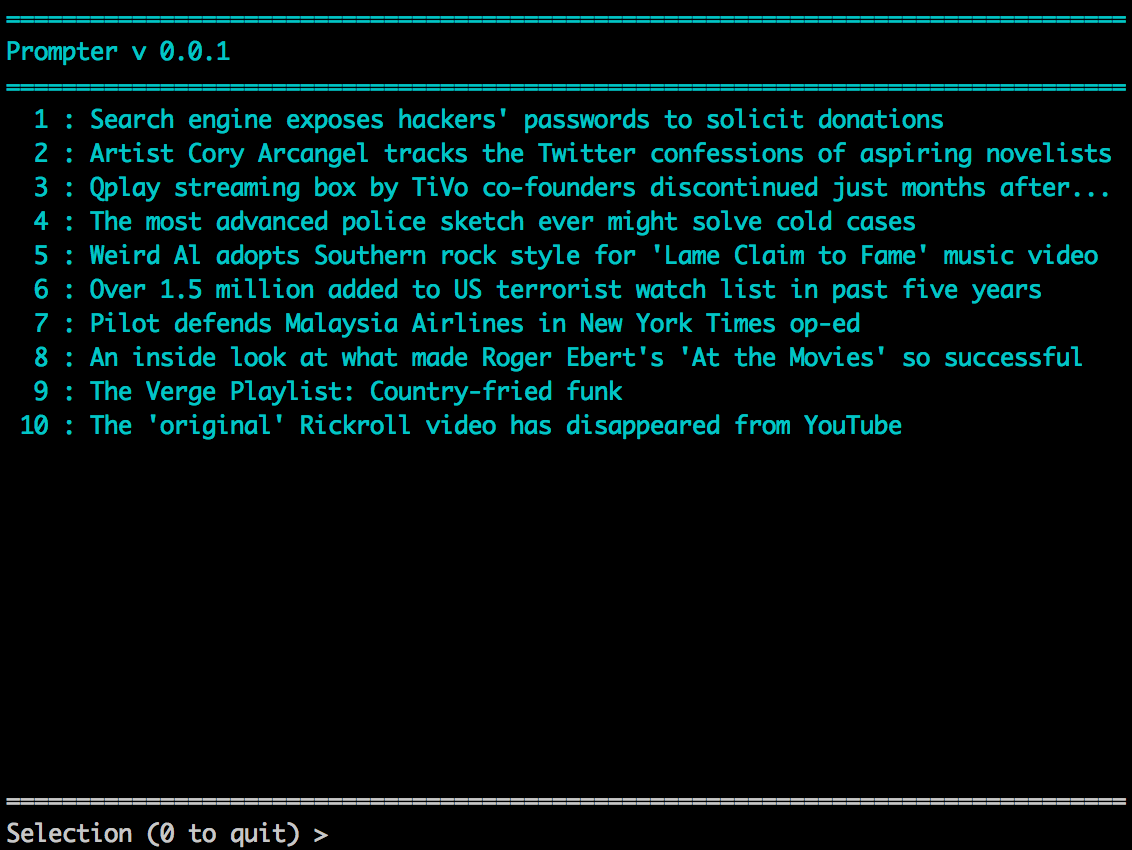 Prompter v 0.0.1
1 : Search engine exposes hackers' passwords to solicit donations
2 : Artist Cory Arcangel tracks the Twitter confessions of aspiring novelists
3 : Qplay streaming box by TiVo co-founders discontinued just months after...
4 : The most advanced police sketch ever might solve cold cases
5 : Weird Al adopts Southern rock style for 'Lame Claim to Fame' music video
6 : Over 1.5 million added to US terrorist watch list in past five years
7 : Pilot defends Malaysia Airlines in New York Times op-ed
8 : An inside look at what made Roger Ebert's 'At the Movies' so successful
9 : The Verge Playlist: Country-fried funk
10 : The 'original' Rickroll video has disappeared from YouTube
Selection (0 to quit) >